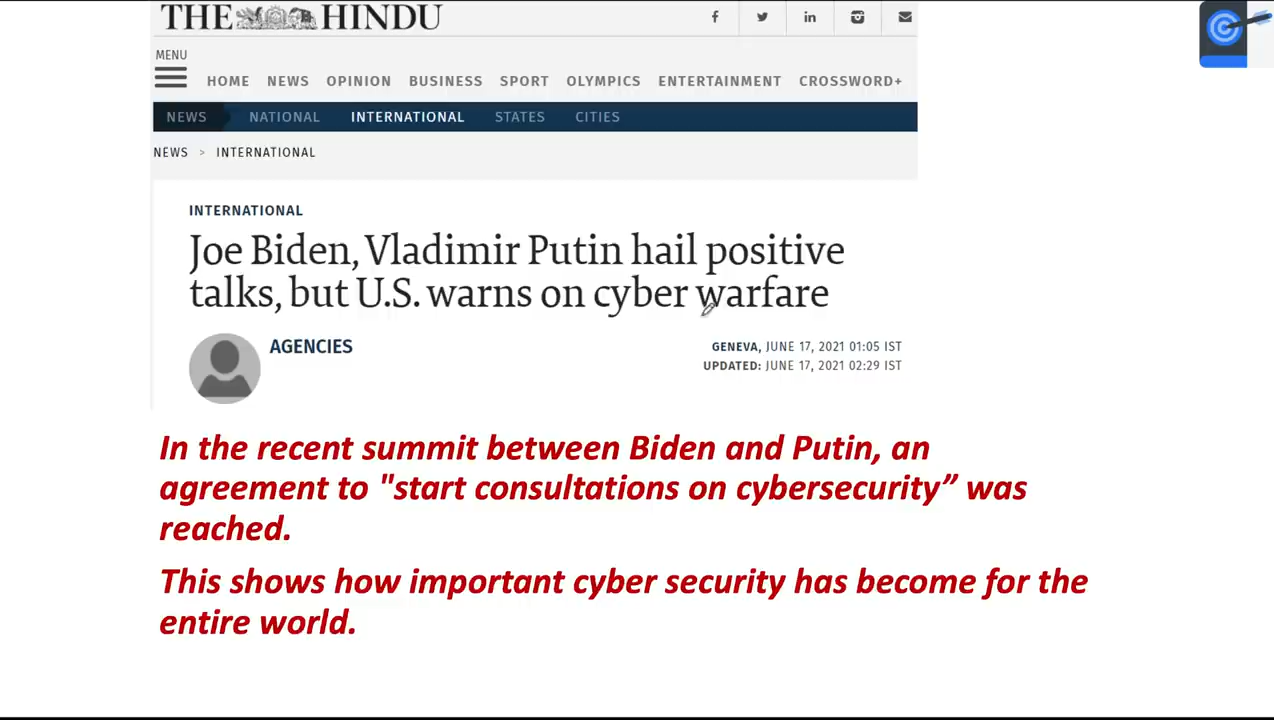 THE HINDU
MENU
HOME NEWS OPINION BUSINESS SPORT OLYMPICS ENTERTAINMENT CROSSWORD+
NEWS NATIONAL INTERNATIONAL STATES CITIES
NEWS > INTERNATIONAL
INTERNATIONAL
Joe Biden, Vladimir Putin hail positive
talks, but U.S. warns on cyber warfare
AGENCIES
GENEVA, JUNE 17, 2021 01:05 IST
UPDATED: JUNE 17, 2021 02:29 IST
In the recent summit between Biden and Putin, an
agreement to "start consultations on cybersecurity” was
reached.
This shows how important cyber security has become for the
entire world.